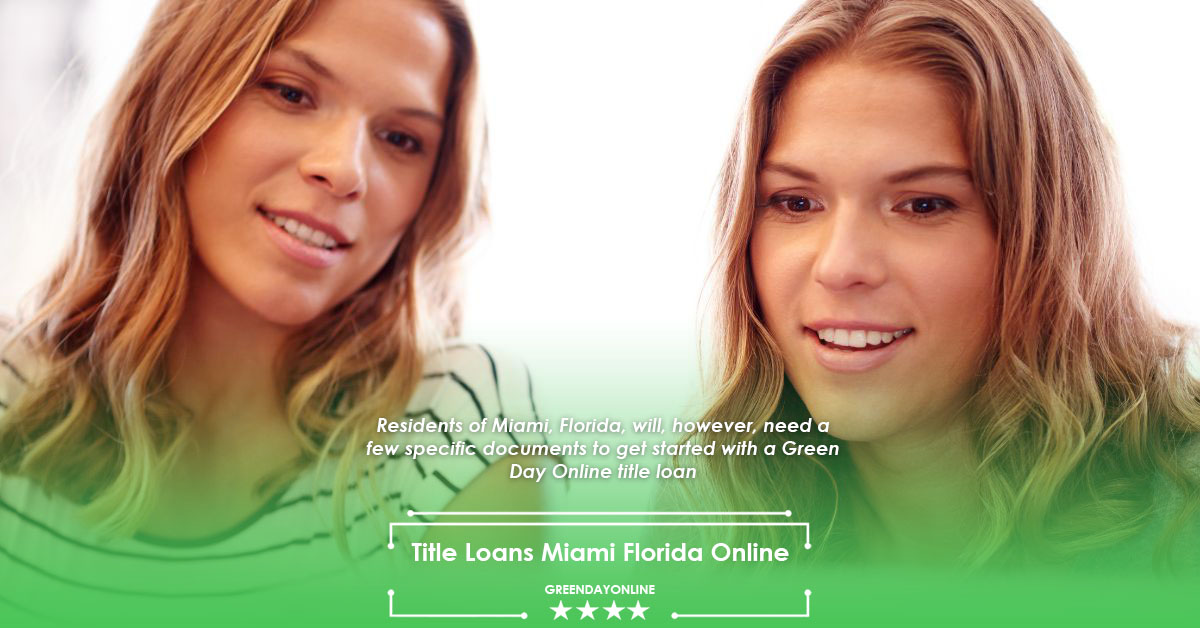 Residents of Miami, Florida, will, however, need a
few specific documents to get started with a Green
Day Online title loan
Title Loans Miami Florida Online
GREENDAYONLINE